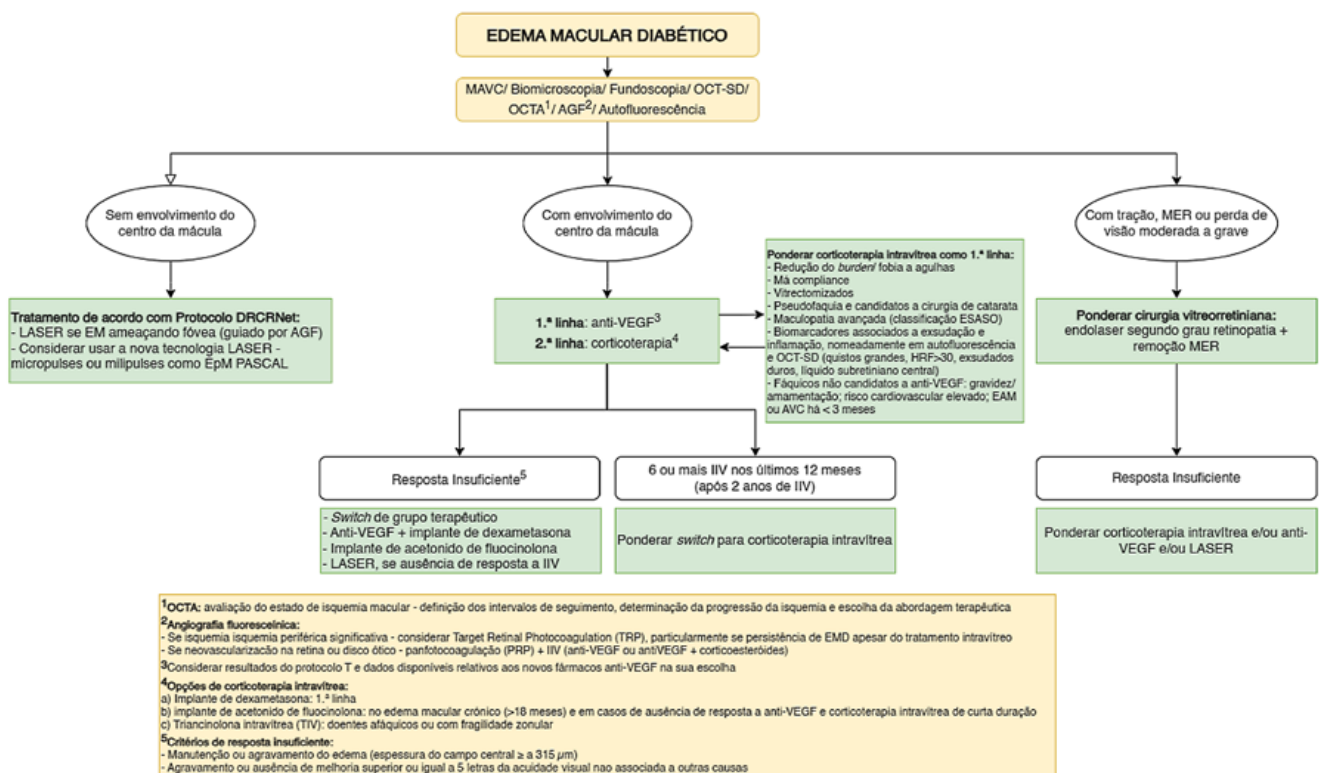 EDEMA MACULAR DIABÉTICO
MAVC/ Biomicroscopia/ Fundoscopia/ OCT-SD/
OCTA1/ AGF2/ Autofluorescência
Sem envolvimento do
centro da mácula
Com envolvimento do
centro da mácula
Com tração, MER ou perda de
visão moderada a grave
Tratamento de acordo com Protocolo DRCRNet:
- LASER se EM ameaçando fóvea (guiado por AGF)
- Considerar usar a nova tecnologia LASER -
micropulses ou milipulses como EpM PASCAL
1.ª linha: anti-VEGF3
2.ª linha: corticoterapia4
Ponderar corticoterapia intravítrea como 1.ª linha:
- Redução do burden/ fobia a agulhas
- Má compliance
- Vitrectomizados
- Pseudofaquia e candidatos a cirurgia de catarata
- Maculopatia avançada (classificação ESASO)
- Biomarcadores associados a exsudação e
inflamação, nomeadamente em autofluorescência
e OCT-SD (quistos grandes, HRF>30, exsudados
duros, líquido subretiniano central)
- Fáquicos não candidatos a anti-VEGF: gravidez/
amamentação; risco cardiovascular elevado; EAM
ou AVC há < 3 meses
Ponderar cirurgia vitreorretiniana:
endolaser segundo grau retinopatia +
remoção MER
Resposta Insuficiente5
- Switch de grupo terapêutico
- Anti-VEGF + implante de dexametasona
- Implante de acetonido de fluocinolona
- LASER, se ausência de resposta a IIV
6 ou mais IIV nos últimos 12 meses
(após 2 anos de IIV)
Ponderar switch para corticoterapia intravítrea
Resposta Insuficiente
Ponderar corticoterapia intravítrea e/ou anti-
VEGF e/ou LASER
1OCTA: avaliação do estado de isquemia macular - definição dos intervalos de seguimento, determinação da progressão da isquemia e escolha da abordagem terapêutica
2Angiografia fluoresceínica:
- Se isquemia isquemia periférica significativa - considerar Target Retinal Photocoagulation (TRP), particularmente se persistência de EMD apesar do tratamento intravítreo
- Se neovascularização na retina ou disco ótico - panfotocoagulação (PRP) + IIV (anti-VEGF ou antiVEGF + corticoesteróides)
3Considerar resultados do protocolo T e dados disponíveis relativos aos novos fármacos anti-VEGF na sua escolha
4Opções de corticoterapia intravítrea:
a) Implante de dexametasona: 1.ª linha
b) implante de acetonido de fluocinolona: no edema macular crónico (>18 meses) e em casos de ausência de resposta a anti-VEGF e corticoterapia intravítrea de curta duração
c) Triancinolona intravítrea (TIV): doentes afáquicos ou com fragilidade zonular
5Critérios de resposta insuficiente:
- Manutenção ou agravamento do edema (espessura do campo central ≥ a 315 µm)
- Agravamento ou ausência de melhoria superior ou igual a 5 letras da acuidade visual nao associada a outras causas